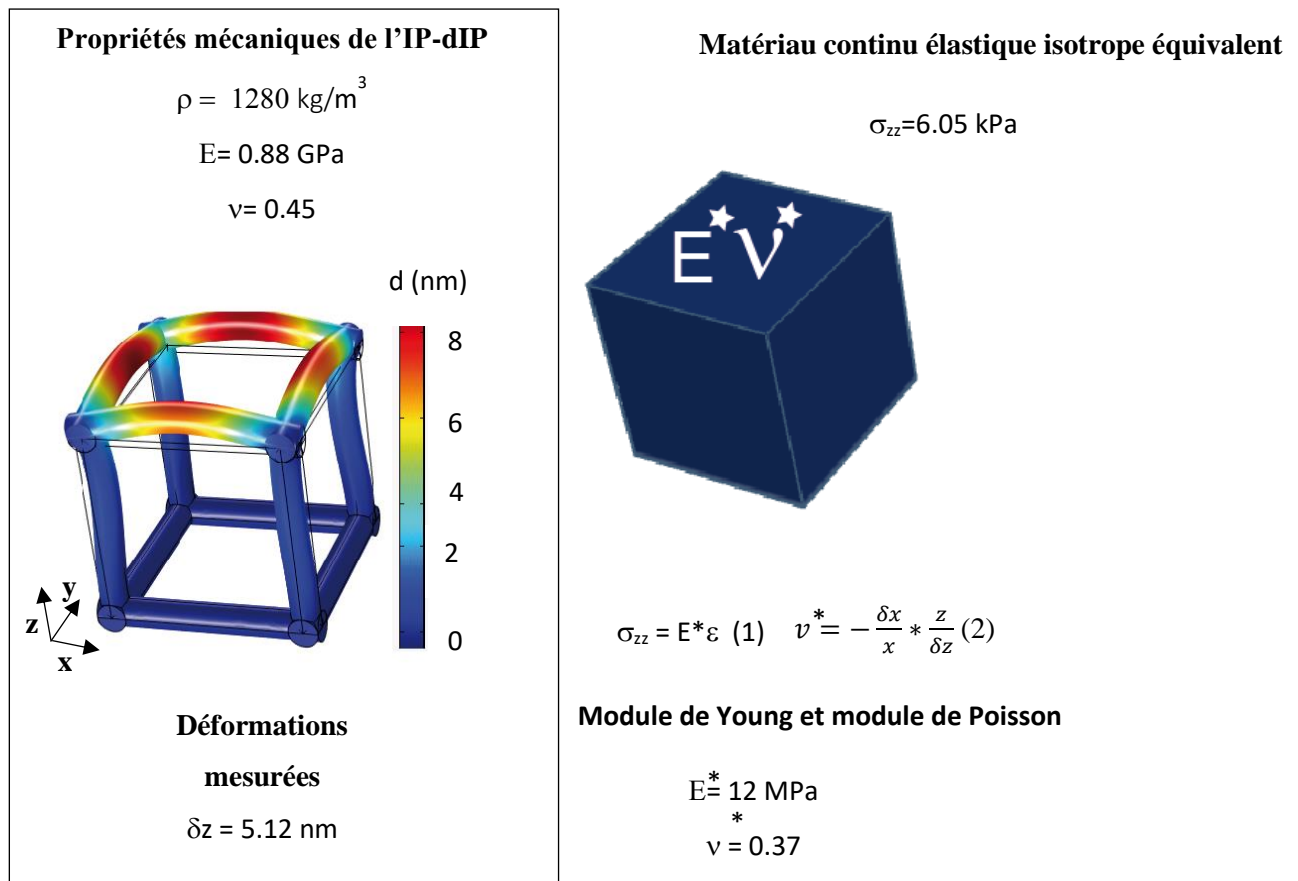 Propriétés mécaniques de l'IP-dIP
ρ = 1280 kg/m³
E= 0.88 GPa
ν= 0.45
d (nm)
8
6
4
2
0
z
y
x
Déformations
mesurées
δz = 5.12 nm
Matériau continu élastique isotrope équivalent
σzz=6.05 kPa
E* ν*
σzz = E*ε (1) v* = − δx/x * z/δz (2)
Module de Young et module de Poisson
E* = 12 MPa
ν* = 0.37